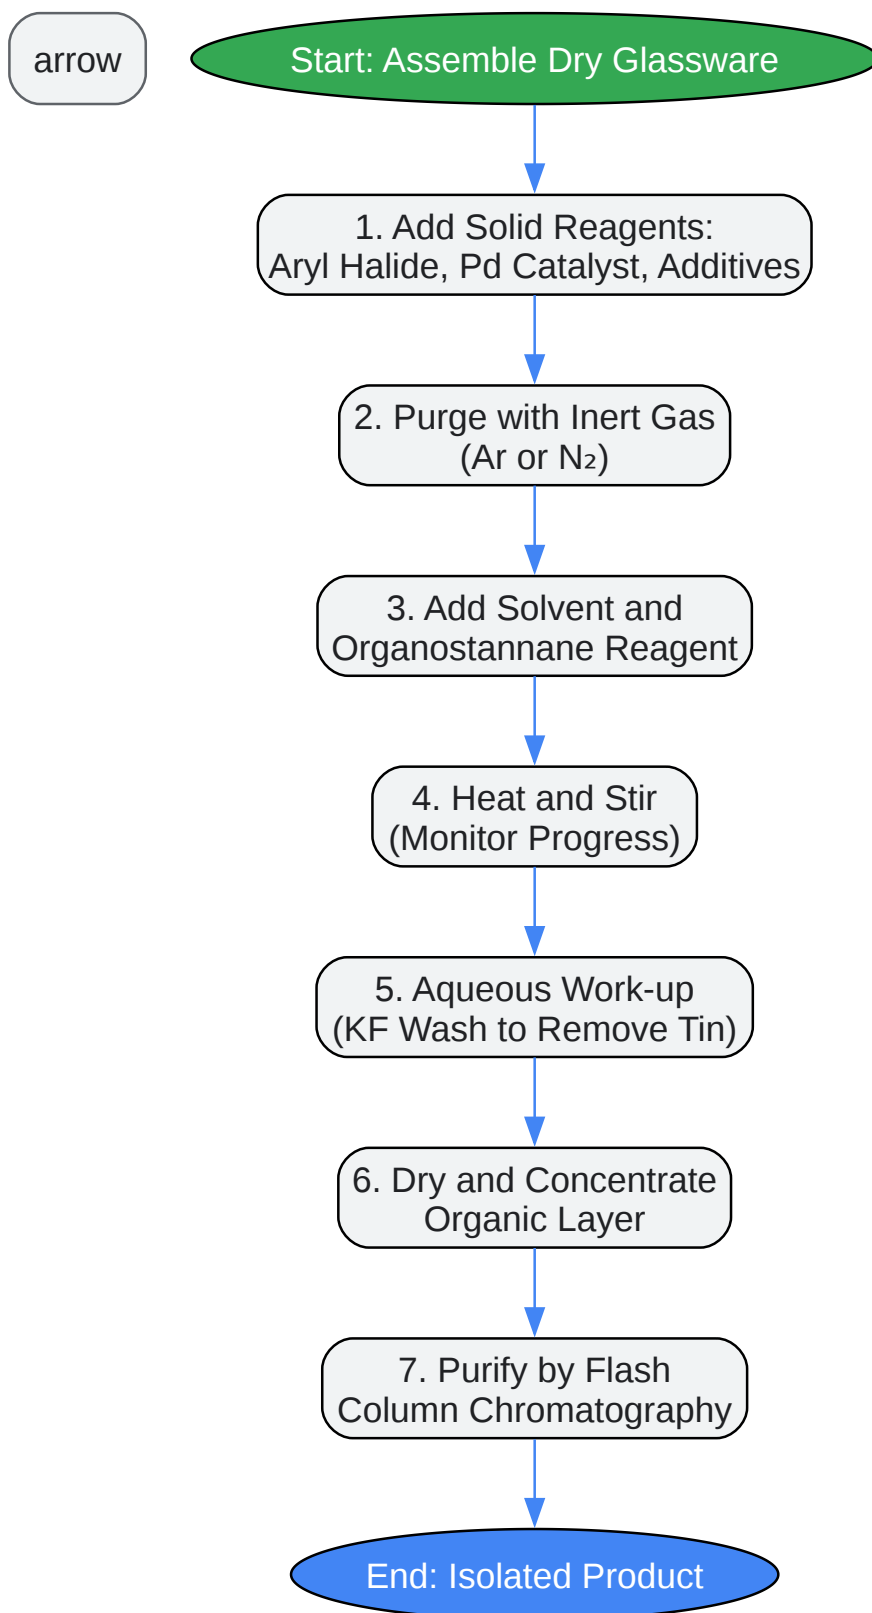 arrow
Start: Assemble Dry Glassware
1. Add Solid Reagents:
Aryl Halide, Pd Catalyst, Additives
2. Purge with Inert Gas
(Ar or N₂)
3. Add Solvent and
Organostannane Reagent
4. Heat and Stir
(Monitor Progress)
5. Aqueous Work-up
(KF Wash to Remove Tin)
6. Dry and Concentrate
Organic Layer
7. Purify by Flash
Column Chromatography
End: Isolated Product